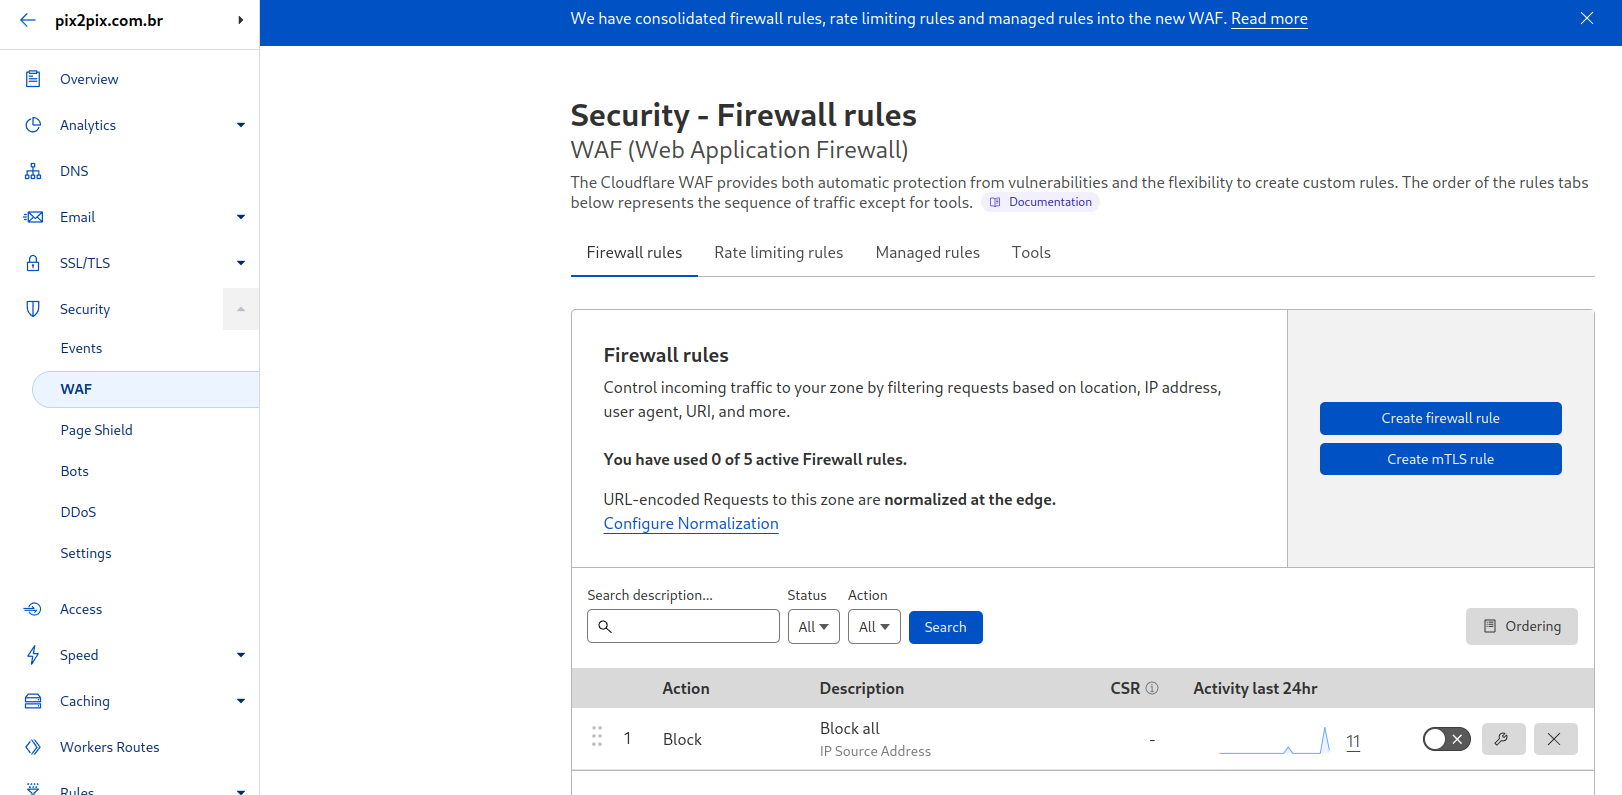 pix2pix.com.br
We have consolidated firewall rules, rate limiting rules and managed rules into the new WAF. Read more
Overview
Analytics
DNS
Email
SSL/TLS
Security
Events
WAF
Page Shield
Bots
DDoS
Settings
Access
Speed
Caching
Workers Routes
Rules
Security - Firewall rules
WAF (Web Application Firewall)
The Cloudflare WAF provides both automatic protection from vulnerabilities and the flexibility to create custom rules. The order of the rules tabs
below represents the sequence of traffic except for tools. Documentation
Firewall rules Rate limiting rules Managed rules Tools
Firewall rules
Control incoming traffic to your zone by filtering requests based on location, IP address,
user agent, URI, and more.
You have used 0 of 5 active Firewall rules.
URL-encoded Requests to this zone are normalized at the edge.
Configure Normalization
Create firewall rule
Create mTLS rule
Search description... Status Action
All All Search Ordering
Action Description CSR Activity last 24hr
1 Block Block all - 11
IP Source Address